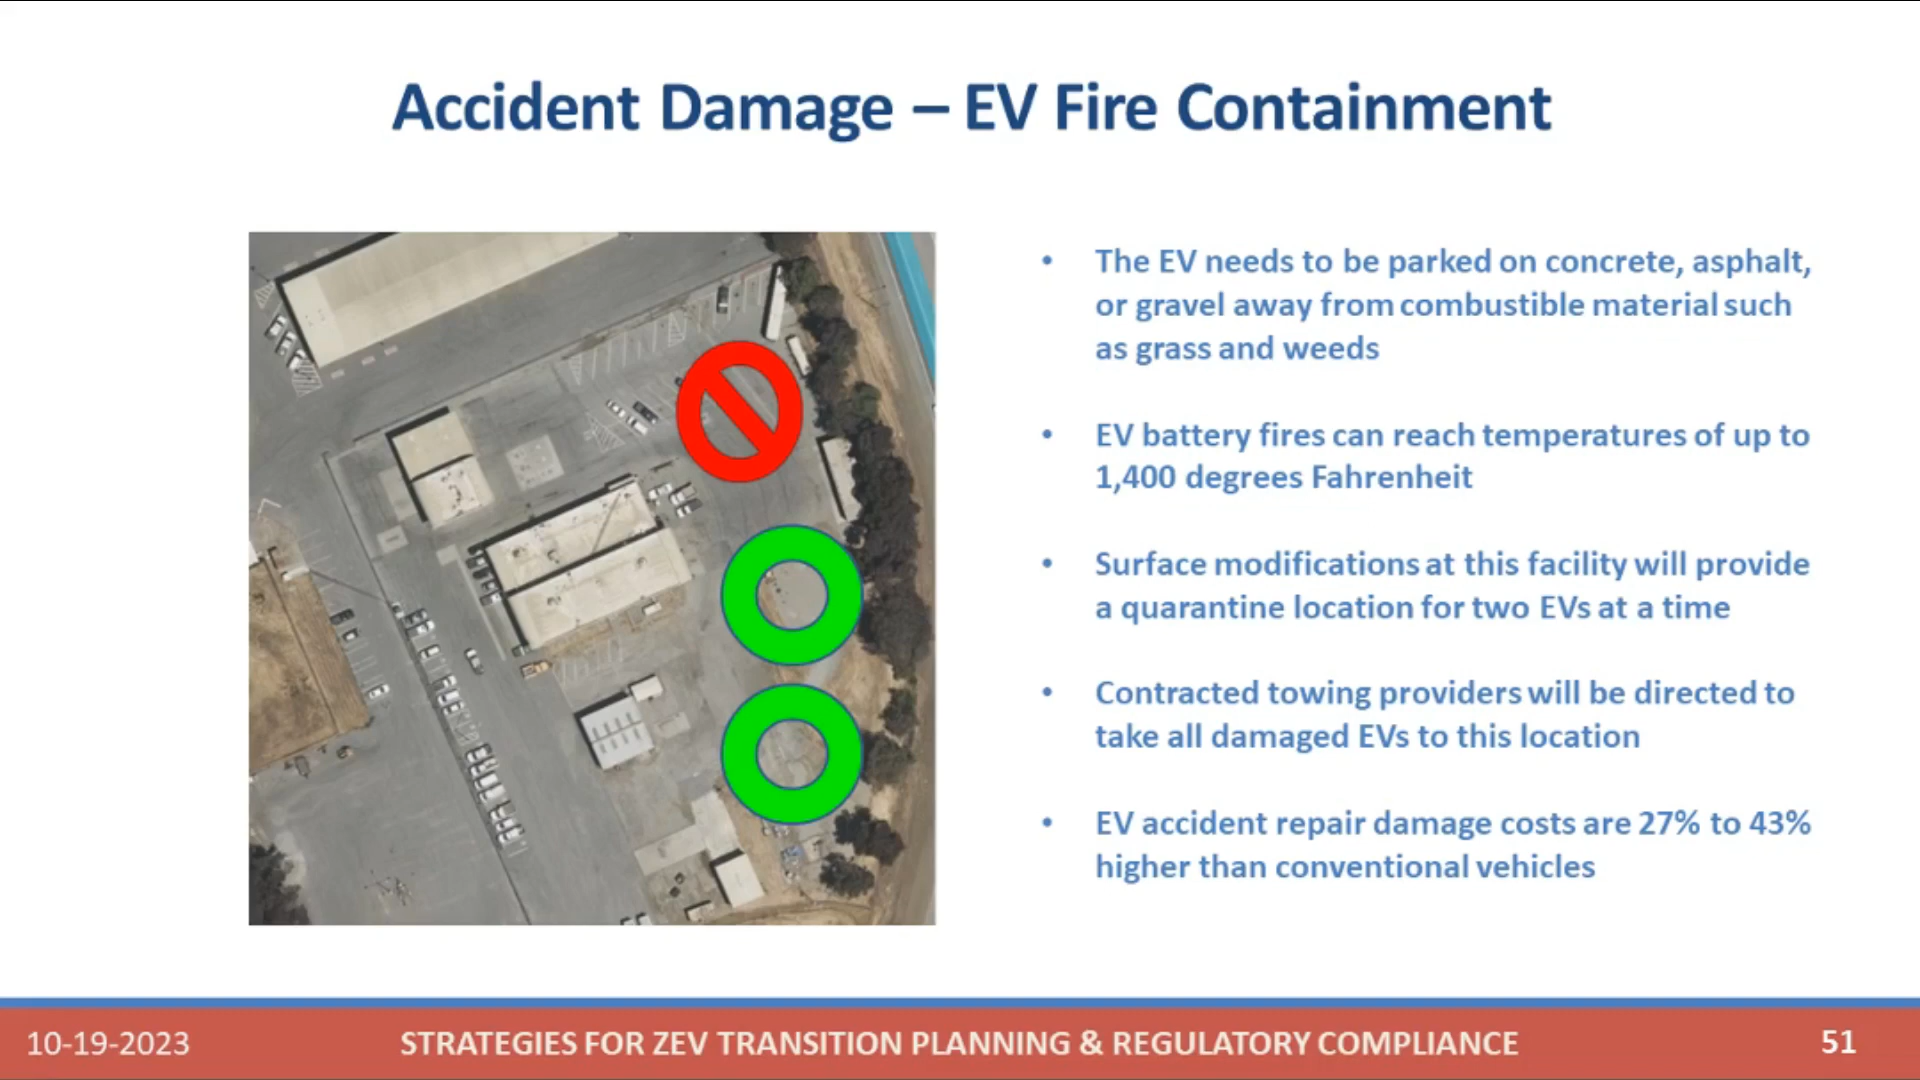 Accident Damage – EV Fire Containment
• The EV needs to be parked on concrete, asphalt,
or gravel away from combustible material such
as grass and weeds
• EV battery fires can reach temperatures of up to
1,400 degrees Fahrenheit
• Surface modifications at this facility will provide
a quarantine location for two EVs at a time
• Contracted towing providers will be directed to
take all damaged EVs to this location
• EV accident repair damage costs are 27% to 43%
higher than conventional vehicles
10-19-2023
STRATEGIES FOR ZEV TRANSITION PLANNING & REGULATORY COMPLIANCE
51